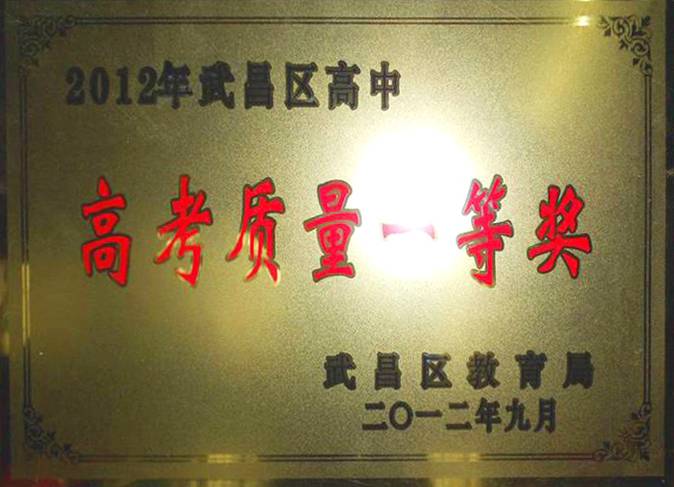 2012年武昌区高中
高考质量一等奖
武昌区教育局
二〇一二年九月